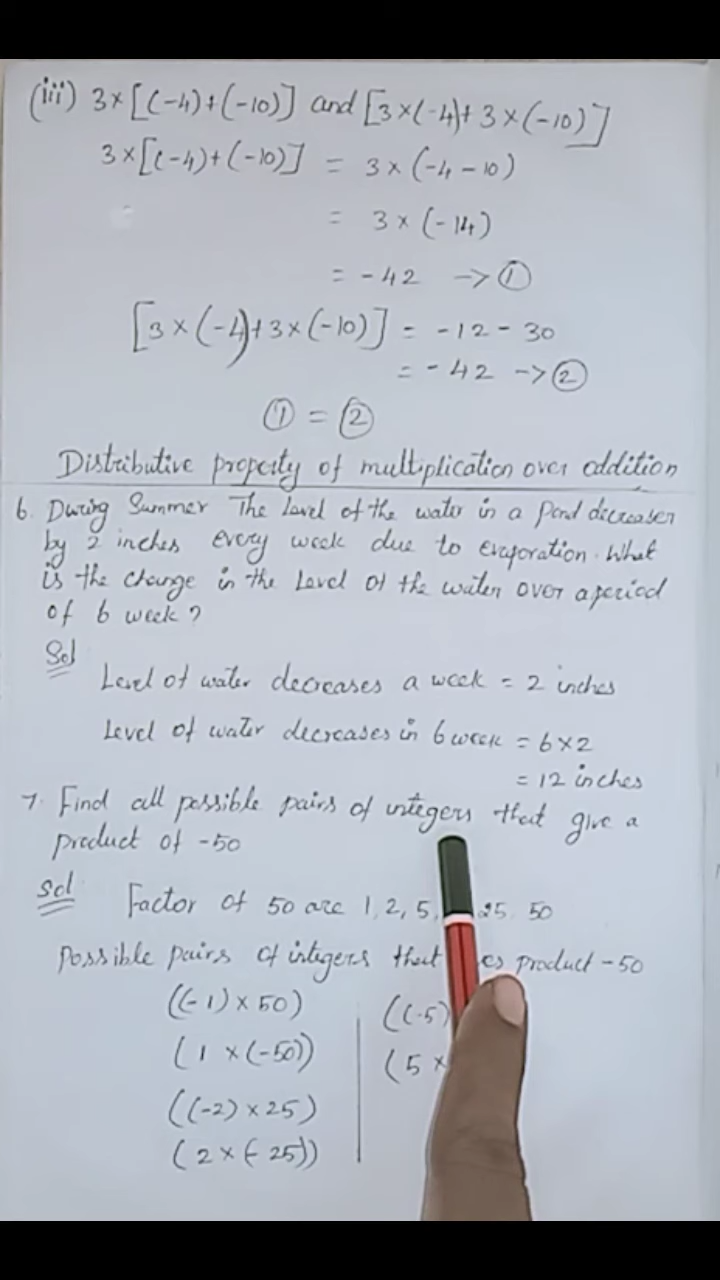 (iii) 3×[(-4)+(-10)] and [3×(-4)+3×(-10)]
3×[(-4)+(-10)] = 3×(-4-10)
= 3×(-14)
= -42 → ①
[3×(-4)+3×(-10)] = -12-30
= -42 → ②
① = ②
Distributive property of multiplication over addition
6. During Summer The Level of the water in a Pond decreases
by 2 inches every week due to evaporation. What
is the change in the Level of the water over a period
of 6 week?
Sol
Level of water decreases a week = 2 inches
Level of water decreases in 6 week = 6×2
= 12 inches
7. Find all possible pairs of integers that give a
product of -50
Sol
Factor of 50 are 1, 2, 5, 25, 50
Possible pairs of integers that product -50
((-1)×50)
(1×(-50))
((-2)×25)
(2×(-25))
((-5)
(5×